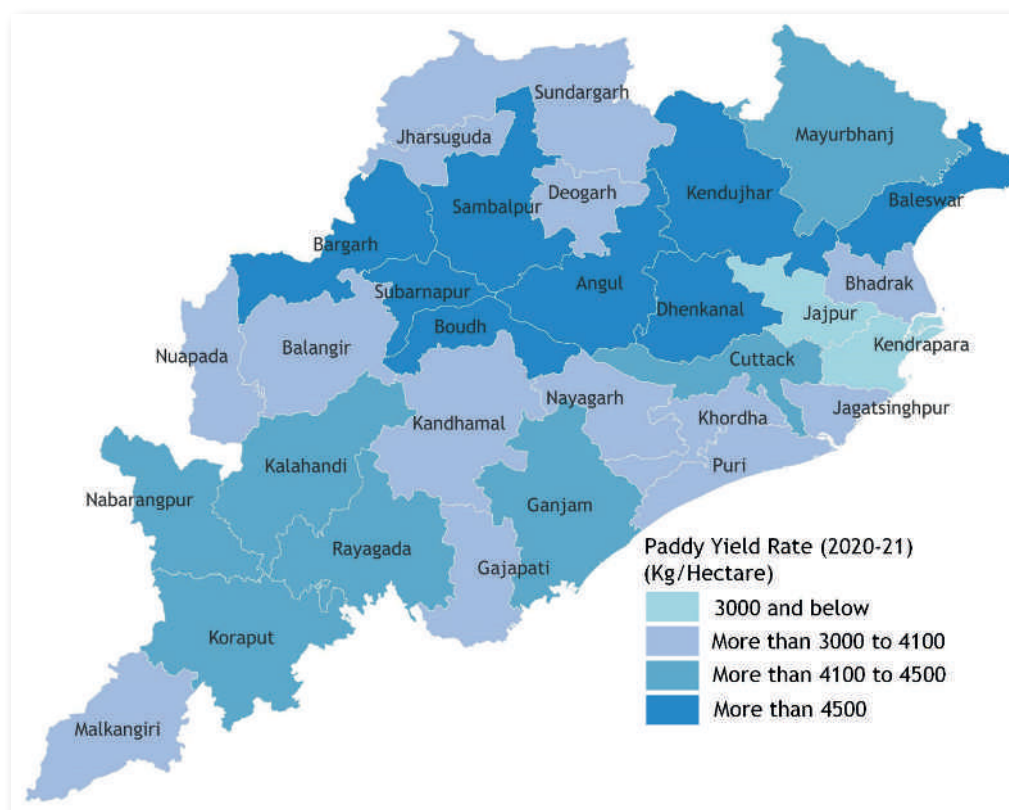 Sundargarh
Mayurbhanj
Jharsuguda
Deogarh
Kendujhar
Baleswar
Sambalpur
Bargarh
Angul
Bhadrak
Subarnapur
Dhenkanal
Jajpur
Boudh
Kendrapara
Nuapada
Balangir
Cuttack
Nayagarh
Jagatsinghpur
Kandhamal
Khordha
Kalahandi
Puri
Nabarangpur
Ganjam
Rayagada
Gajapati
Koraput
Malkangiri
Paddy Yield Rate (2020-21)
(Kg/Hectare)
3000 and below
More than 3000 to 4100
More than 4100 to 4500
More than 4500